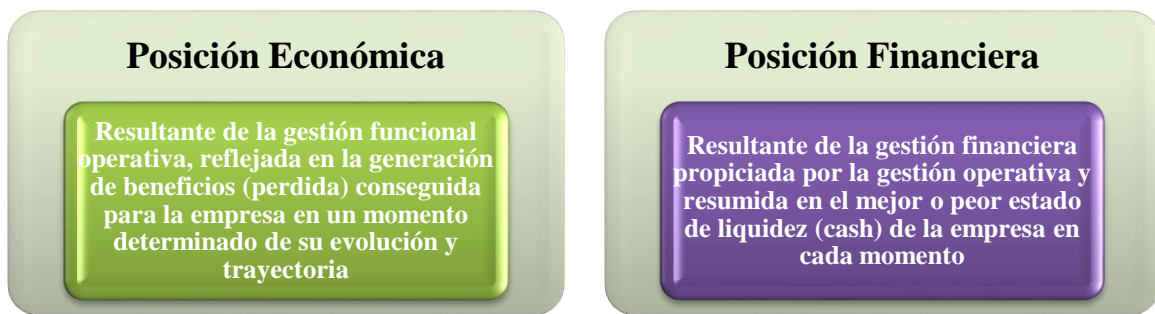 Posición Económica
Resultante de la gestión funcional
operativa, reflejada en la generación
de beneficios (perdida) conseguida
para la empresa en un momento
determinado de su evolución y
trayectoria
Posición Financiera
Resultante de la gestión financiera
propiciada por la gestión operativa y
resumida en el mejor o peor estado
de liquidez (cash) de la empresa en
cada momento